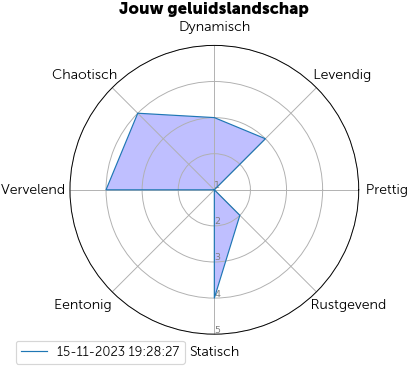 Jouw geluidslandschap
Dynamisch
Chaotisch
Levendig
Vervelend
1
Prettig
2
3
4
Eentonig
Rustgevend
5
15-11-2023 19:28:27
Statisch